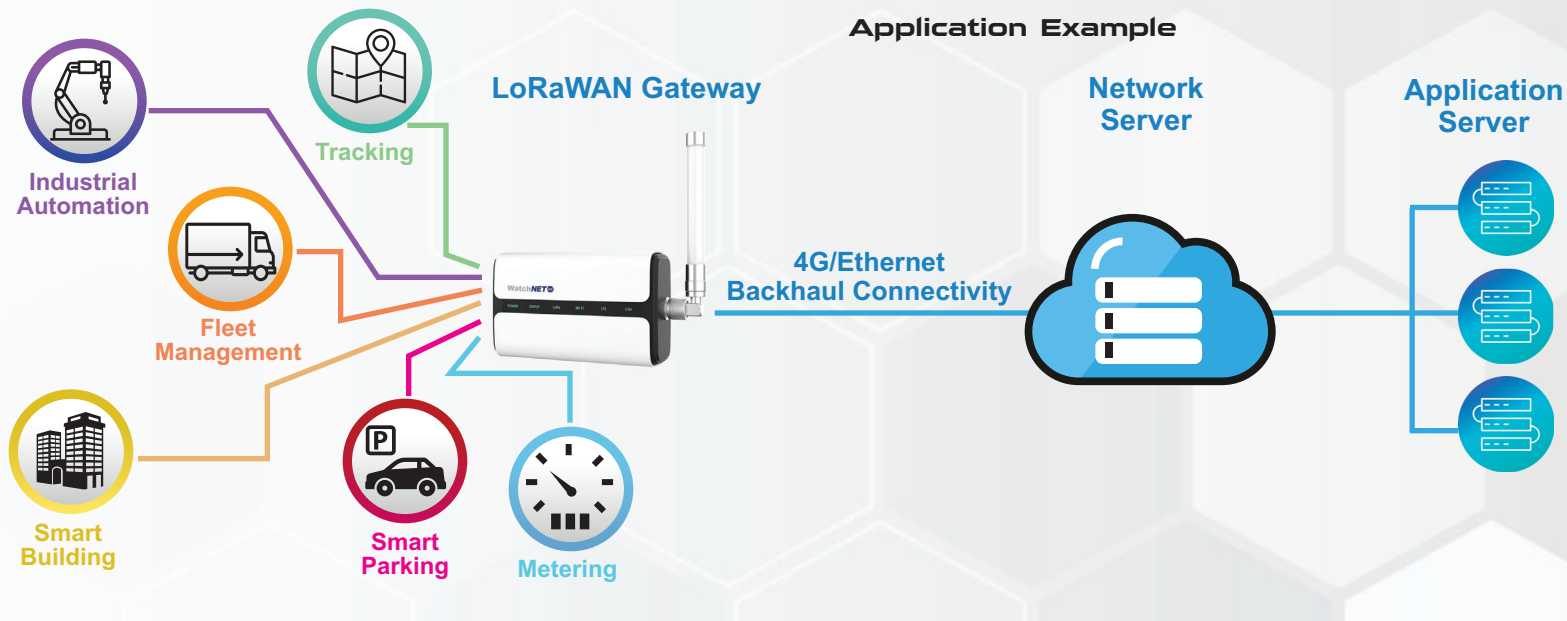 Application Example
LoRaWAN Gateway
Network
Server
Application
Server
Tracking
Industrial
Automation
Fleet
Management
WatchNET
4G/Ethernet
Backhaul Connectivity
P
Smart
Building
Smart
Parking
Metering